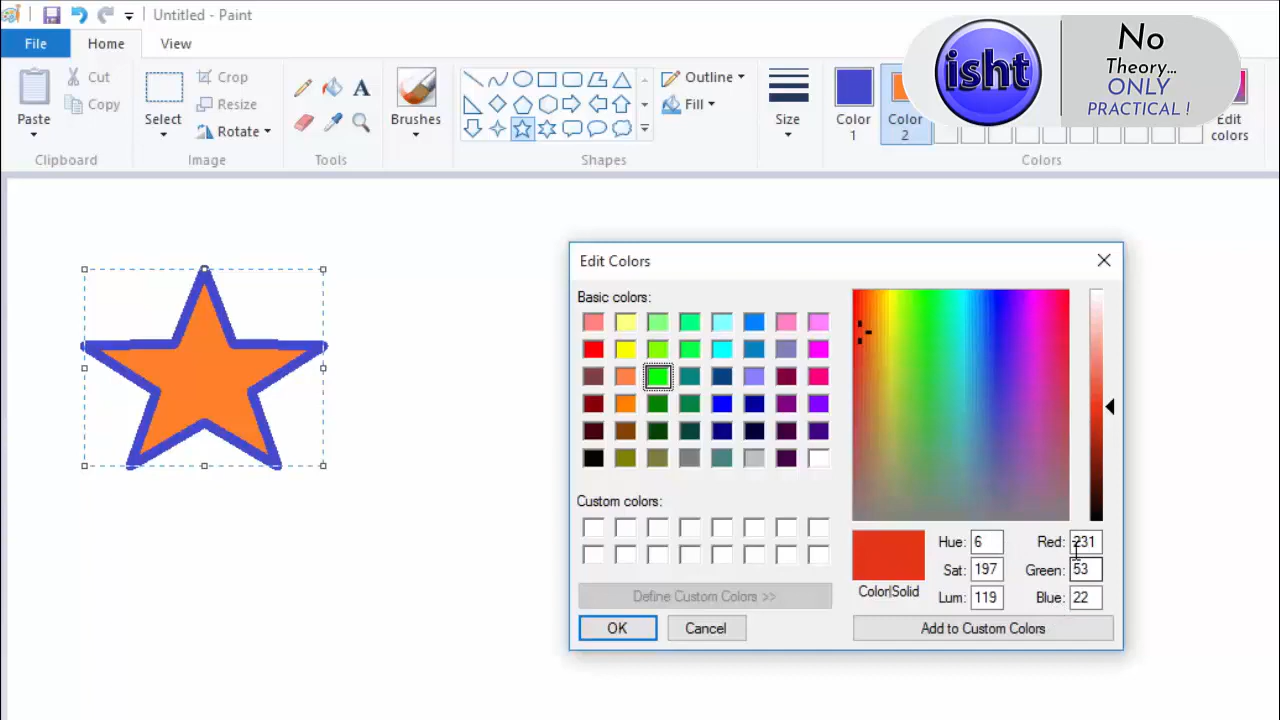 Untitled - Paint
File
Home
View
Paste
Cut
Copy
Clipboard
Select
Crop
Resize
Rotate
Image
A
Tools
Brushes
Outline
Fill
Shapes
Size
Color
1
Color
2
Edit
colors
Colors
isht
No
Theory...
ONLY
PRACTICAL !
Edit Colors
Basic colors:
Custom colors:
Define Custom Colors >>
OK
Cancel
Color|Solid
Hue: 6
Sat: 197
Lum: 119
Red: 231
Green: 53
Blue: 22
Add to Custom Colors